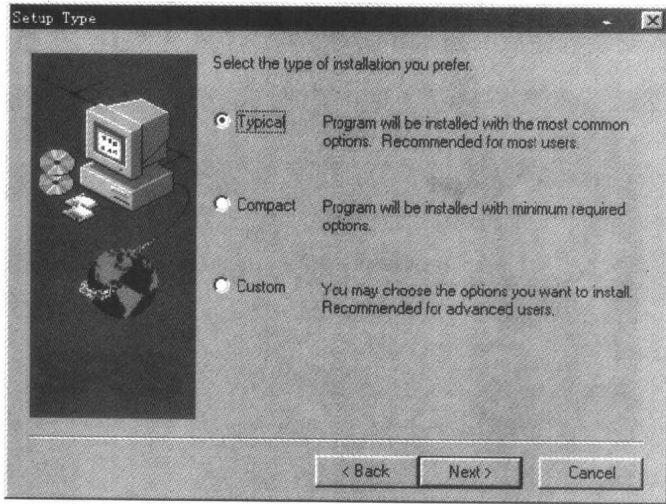 Setup Type
Select the type of installation you prefer.
Typical
Program will be installed with the most common
options. Recommended for most users.
Compact
Program will be installed with minimum required
options.
Custom
You may choose the options you want to install.
Recommended for advanced users.
< Back
Next >
Cancel